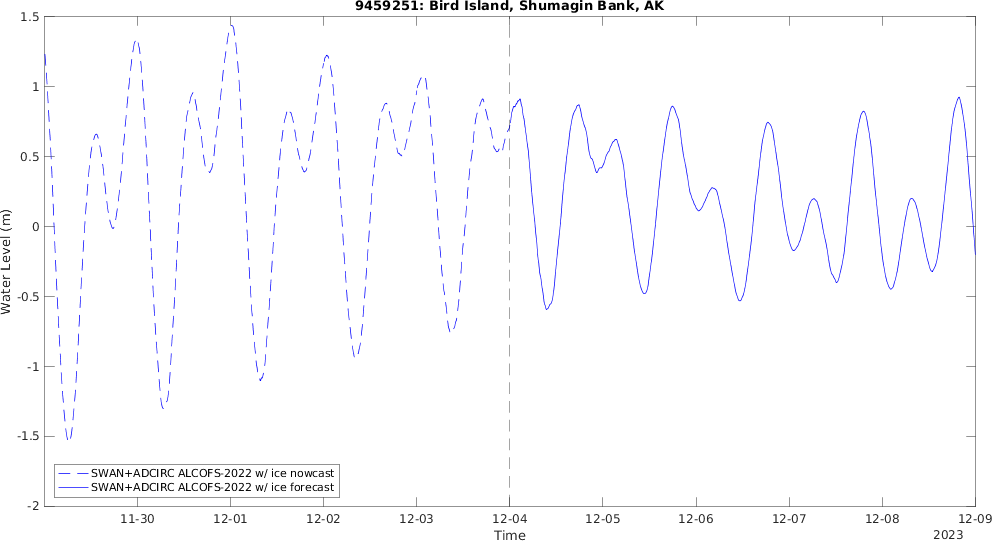 9459251: Bird Island, Shumagin Bank, AK
1.5
1
0.5
0
-0.5
-1
-1.5
-2
Water Level (m)
SWAN+ADCIRC ALCOFS-2022 w/ ice nowcast
SWAN+ADCIRC ALCOFS-2022 w/ ice forecast
11-30 12-01 12-02 12-03 12-04 12-05 12-06 12-07 12-08 12-09
Time
2023